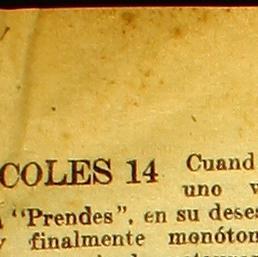 COLES 14 Cuand
uno v
"Prendes", en su dese
y finalmente monóton